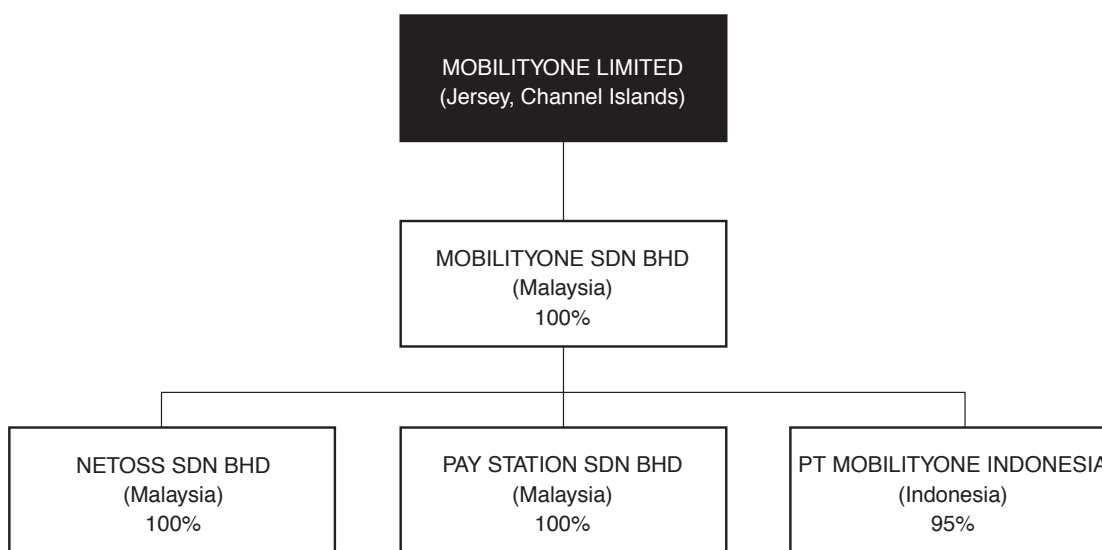 MOBILITYONE LIMITED
(Jersey, Channel Islands)
MOBILITYONE SDN BHD
(Malaysia)
100%
NETOSS SDN BHD
(Malaysia)
100%
PAY STATION SDN BHD
(Malaysia)
100%
PT MOBILITYONE INDONESIA
(Indonesia)
95%